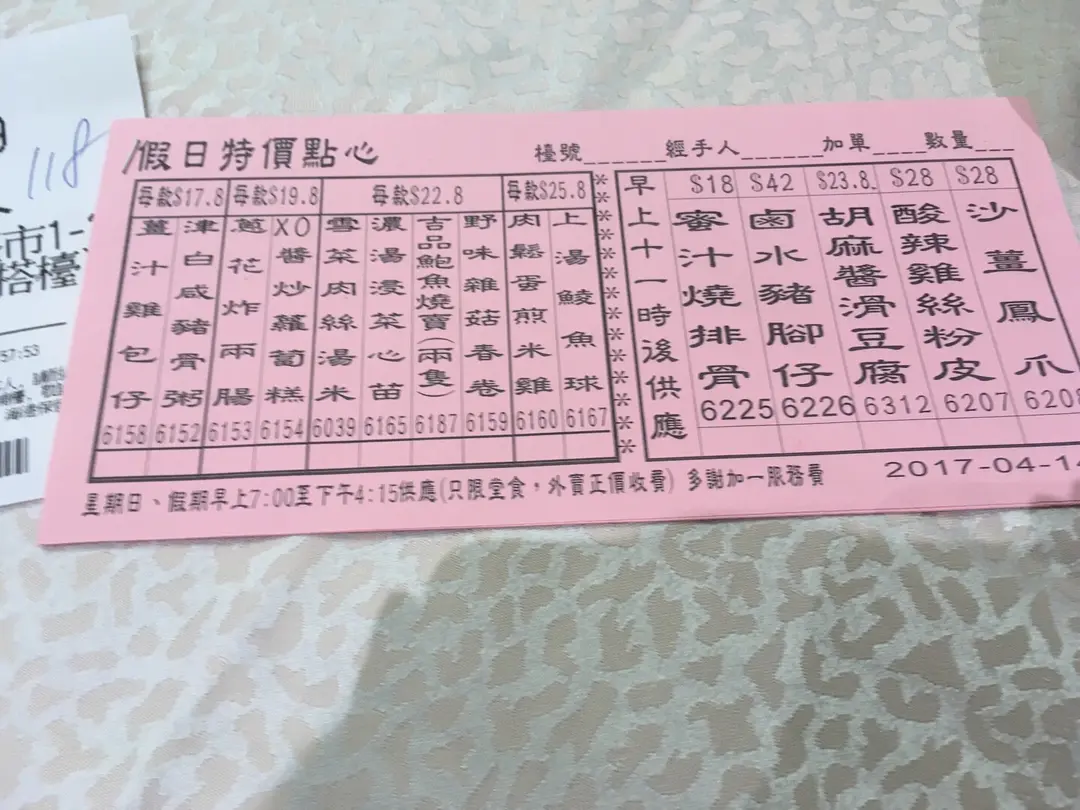 118
市1-
搭檯
57:53
假日特價點心
檯號______經手人______加單____數量___
每款$17.8
每款$19.8
每款$22.8
每款$25.8
薑汁雞包仔
津白咸豬骨粥
蔥花炸兩腸
XO醬炒蘿蔔糕
雪菜肉絲湯米
濃湯浸菜心苗
古品鮑魚燒賣(兩隻)
野味雜菇春卷
肉鬆蛋煎米雞
上湯鯪魚球
6158 6152 6153 6154 6039 6165 6187 6159 6160 6167
早上十一時後供應
$18 $42 $23.8 $28 $28
蜜汁燒排骨
鹵水豬腳仔
胡麻醬滑豆腐
酸辣雞絲粉皮
沙薑鳳爪
6225 6226 6312 6207 6208
星期日、假期早上7:00至下午4:15供應(只限堂食,外賣正價收費) 多謝加一服務費
2017-04-14